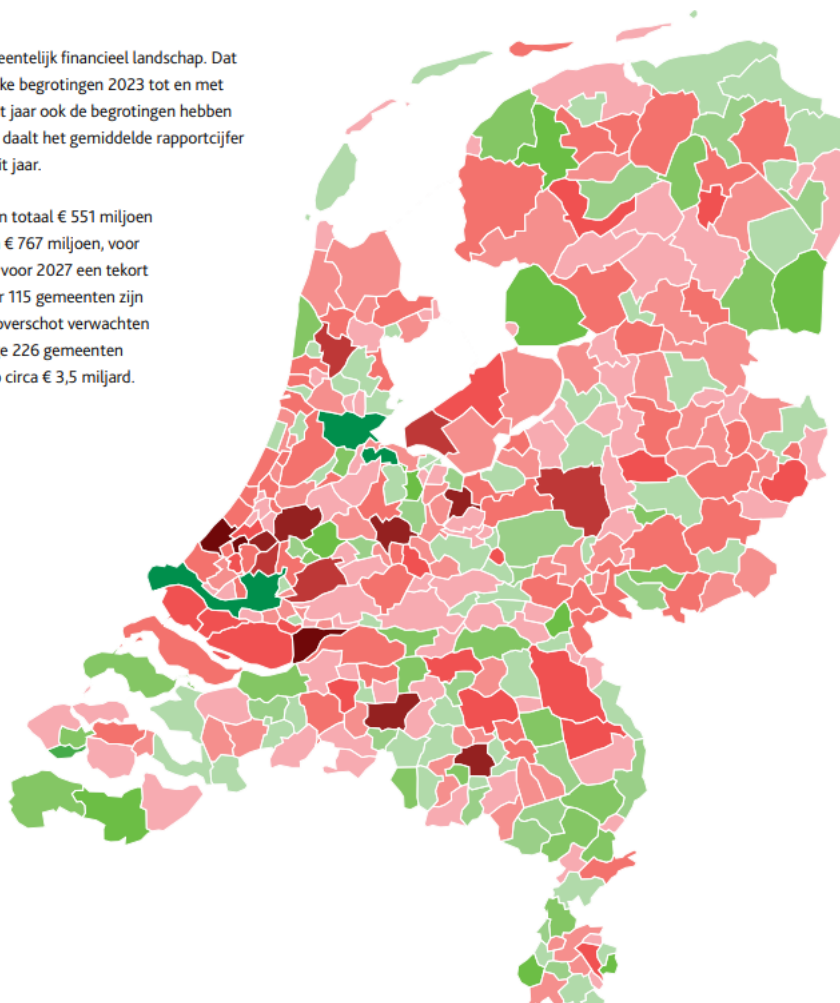 eentelijk financieel landschap. Dat
ke begrotingen 2023 tot en met
t jaar ook de begrotingen hebben
daalt het gemiddelde rapportcijfer
it jaar.
n totaal € 551 miljoen
€ 767 miljoen, voor
voor 2027 een tekort
r 115 gemeenten zijn
overschot verwachten
e 226 gemeenten
circa € 3,5 miljard.